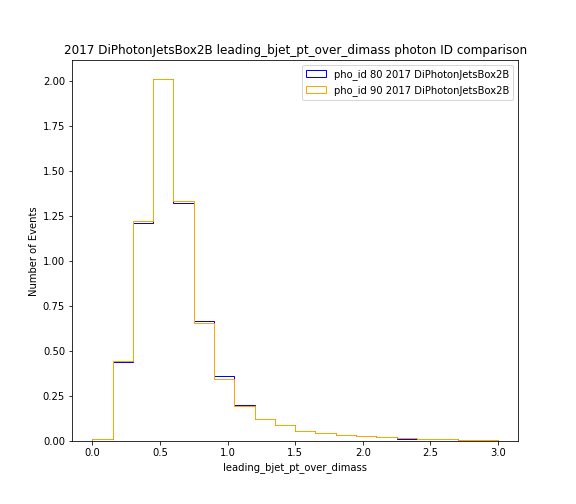 2017 DiPhotonJetsBox2B leading_bjet_pt_over_dimass photon ID comparison
pho_id 80 2017 DiPhotonJetsBox2B
pho_id 90 2017 DiPhotonJetsBox2B
2.00
1.75
1.50
1.25
1.00
0.75
0.50
0.25
0.00
Number of Events
0.0 0.5 1.0 1.5 2.0 2.5 3.0
leading_bjet_pt_over_dimass